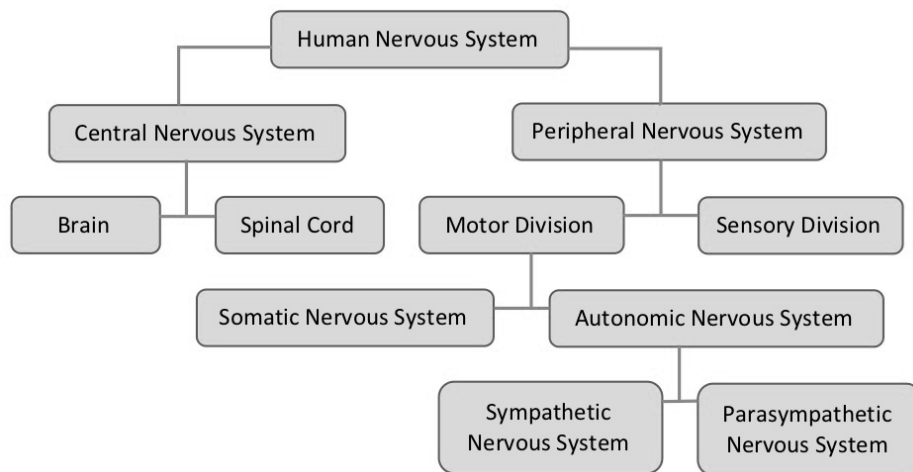 Human Nervous System
Central Nervous System
Peripheral Nervous System
Brain
Spinal Cord
Motor Division
Sensory Division
Somatic Nervous System
Autonomic Nervous System
Sympathetic
Nervous System
Parasympathetic
Nervous System